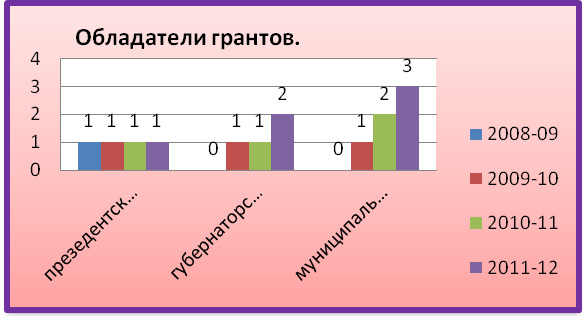 Обладатели грантов.
4
3
2
1
0
1 1 1 1
0 1 1 2
0 1 2 3
презедентск...
губернаторс...
муниципаль...
2008-09
2009-10
2010-11
2011-12